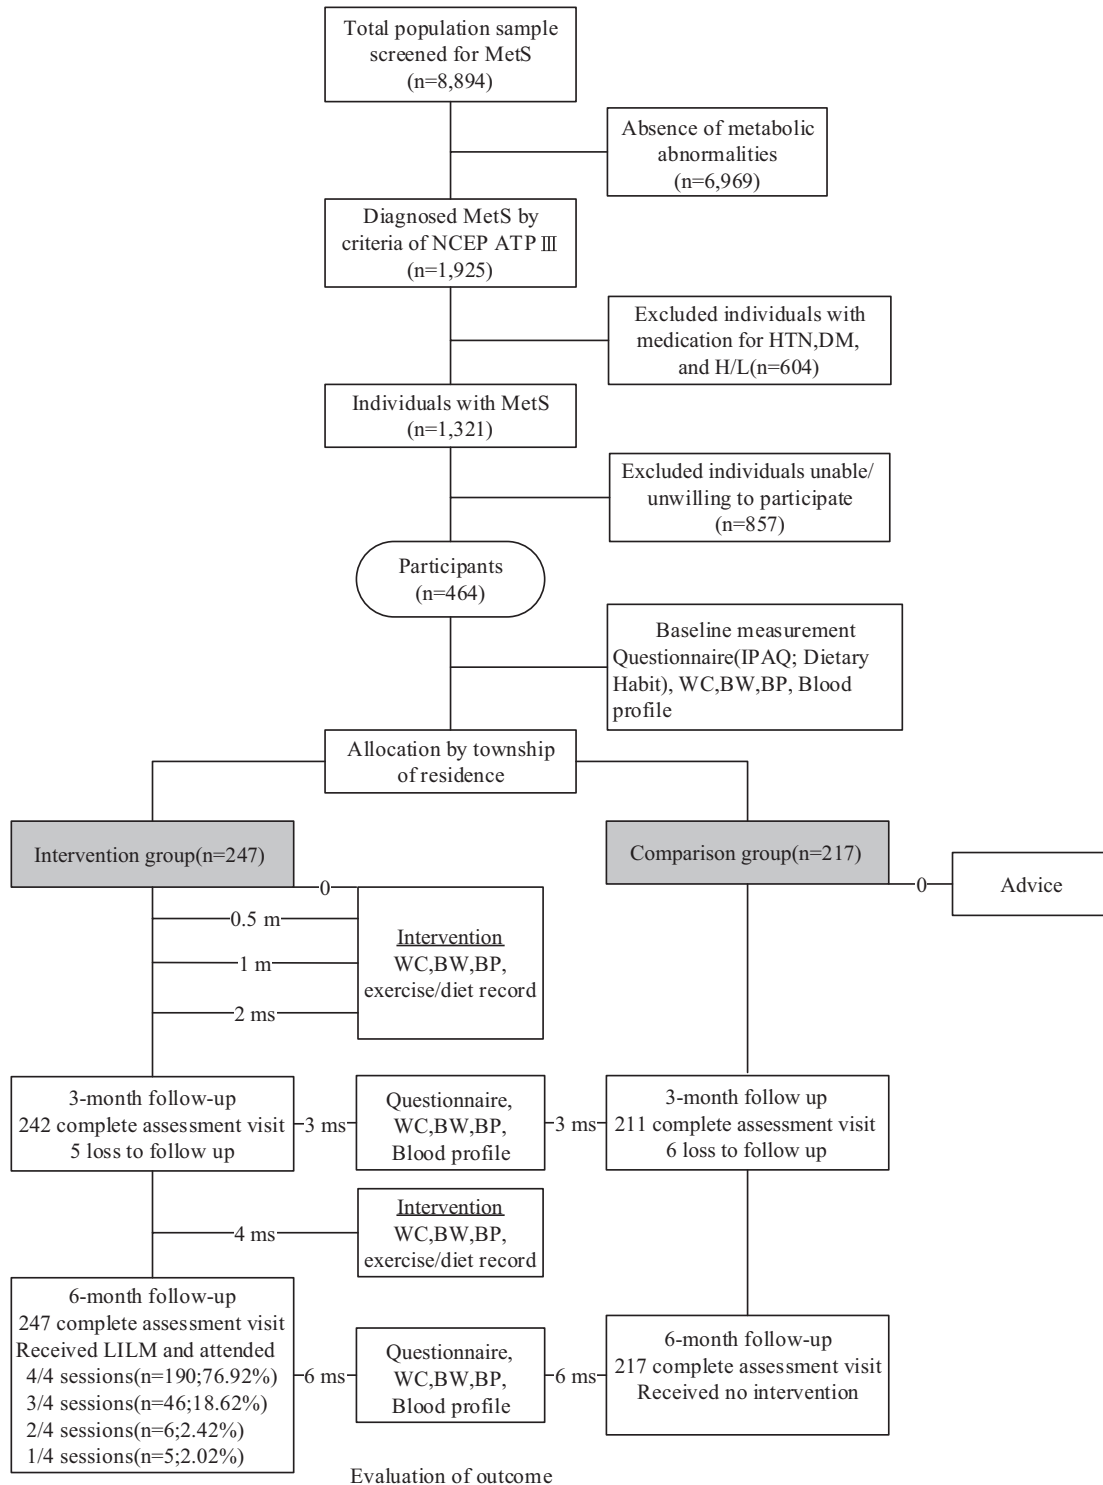 Total population sample
screened for MetS
(n=8,894)
Absence of metabolic
abnormalities
(n=6,969)
Diagnosed MetS by
criteria of NCEP ATP Ⅲ
(n=1,925)
Excluded individuals with
medication for HTN,DM,
and H/L(n=604)
Individuals with MetS
(n=1,321)
Excluded individuals unable/
unwilling to participate
(n=857)
Participants
(n=464)
Baseline measurement
Questionnaire(IPAQ; Dietary
Habit), WC,BW,BP, Blood
profile
Allocation by township
of residence
Intervention group(n=247)
Comparison group(n=217)
0
Advice
0
0.5 m
1 m
2 ms
Intervention
WC,BW,BP,
exercise/diet record
3-month follow-up
242 complete assessment visit
5 loss to follow up
3 ms
Questionnaire,
WC,BW,BP,
Blood profile
3 ms
3-month follow up
211 complete assessment visit
6 loss to follow up
4 ms
Intervention
WC,BW,BP,
exercise/diet record
6-month follow-up
247 complete assessment visit
Received LILM and attended
4/4 sessions(n=190;76.92%)
3/4 sessions(n=46;18.62%)
2/4 sessions(n=6;2.42%)
1/4 sessions(n=5;2.02%)
6 ms
Questionnaire,
WC,BW,BP,
Blood profile
6 ms
6-month follow-up
217 complete assessment visit
Received no intervention
Evaluation of outcome